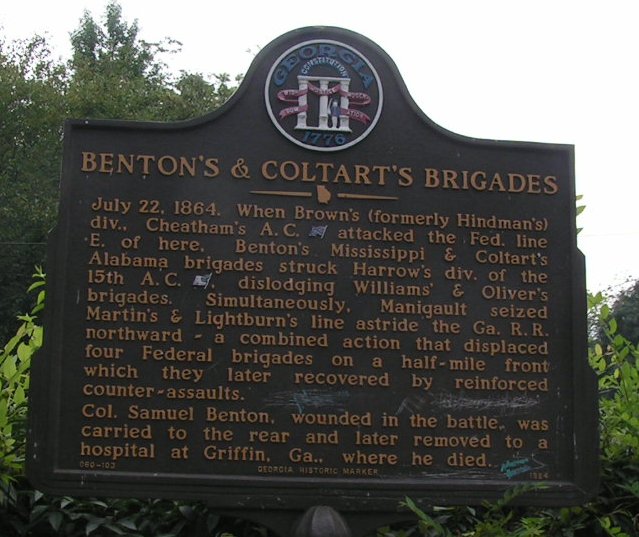 GEORGIA
CONSTITUTION
WISDOM JUSTICE MODERATION
1776
BENTON'S & COLTART'S BRIGADES
July 22, 1864. When Brown's (formerly Hindman's)
div., Cheatham's A.C. attacked the Fed. line
E. of here, Benton's Mississippi & Coltart's
Alabama brigades struck Harrow's div. of the
15th A.C. , dislodging Williams' & Oliver's
brigades. Simultaneously, Manigault seized
Martin's & Lightburn's line astride the Ga. R.R.
northward - a combined action that displaced
four Federal brigades on a half-mile front
which they later recovered by reinforced
counter-assaults.
Col. Samuel Benton, wounded in the battle, was
carried to the rear and later removed to a
hospital at Griffin, Ga., where he died.
060-103 GEORGIA HISTORIC MARKER 1984